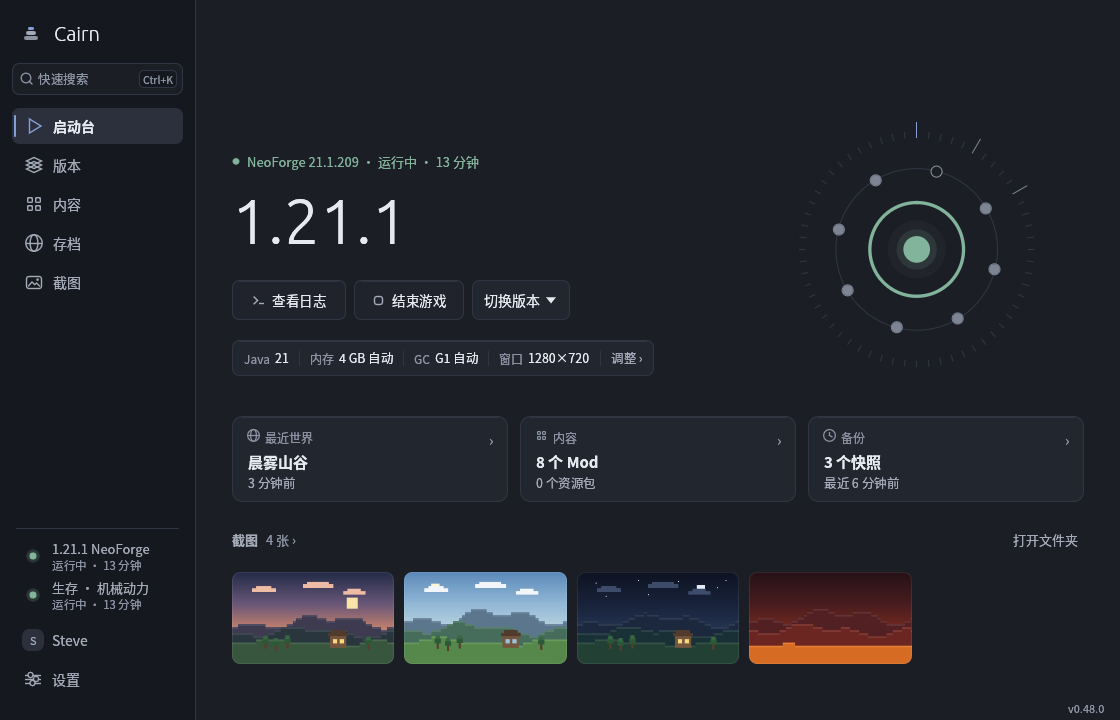 Cairn
快速搜索 Ctrl+K
启动台
版本
内容
存档
截图
1.21.1 NeoForge
运行中 · 13 分钟
生存 · 机械动力
运行中 · 13 分钟
S Steve
设置
NeoForge 21.1.209 · 运行中 · 13 分钟
1.21.1
查看日志 结束游戏 切换版本
Java 21 内存 4 GB 自动 GC G1 自动 窗口 1280×720 调整 ›
最近世界 ›
晨雾山谷
3 分钟前
内容 ›
8 个 Mod
0 个资源包
备份 ›
3 个快照
最近 6 分钟前
截图 4 张 › 打开文件夹
v0.48.0